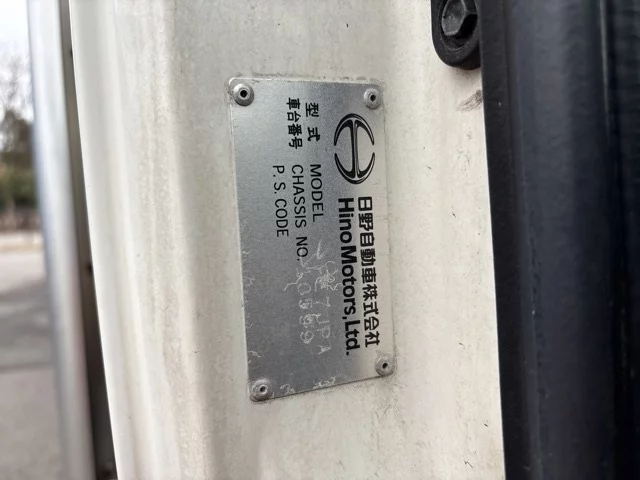 日野自動車株式会社
Hino Motors, Ltd.
型式 MODEL
車台番号 CHASSIS NO.
P.S. CODE